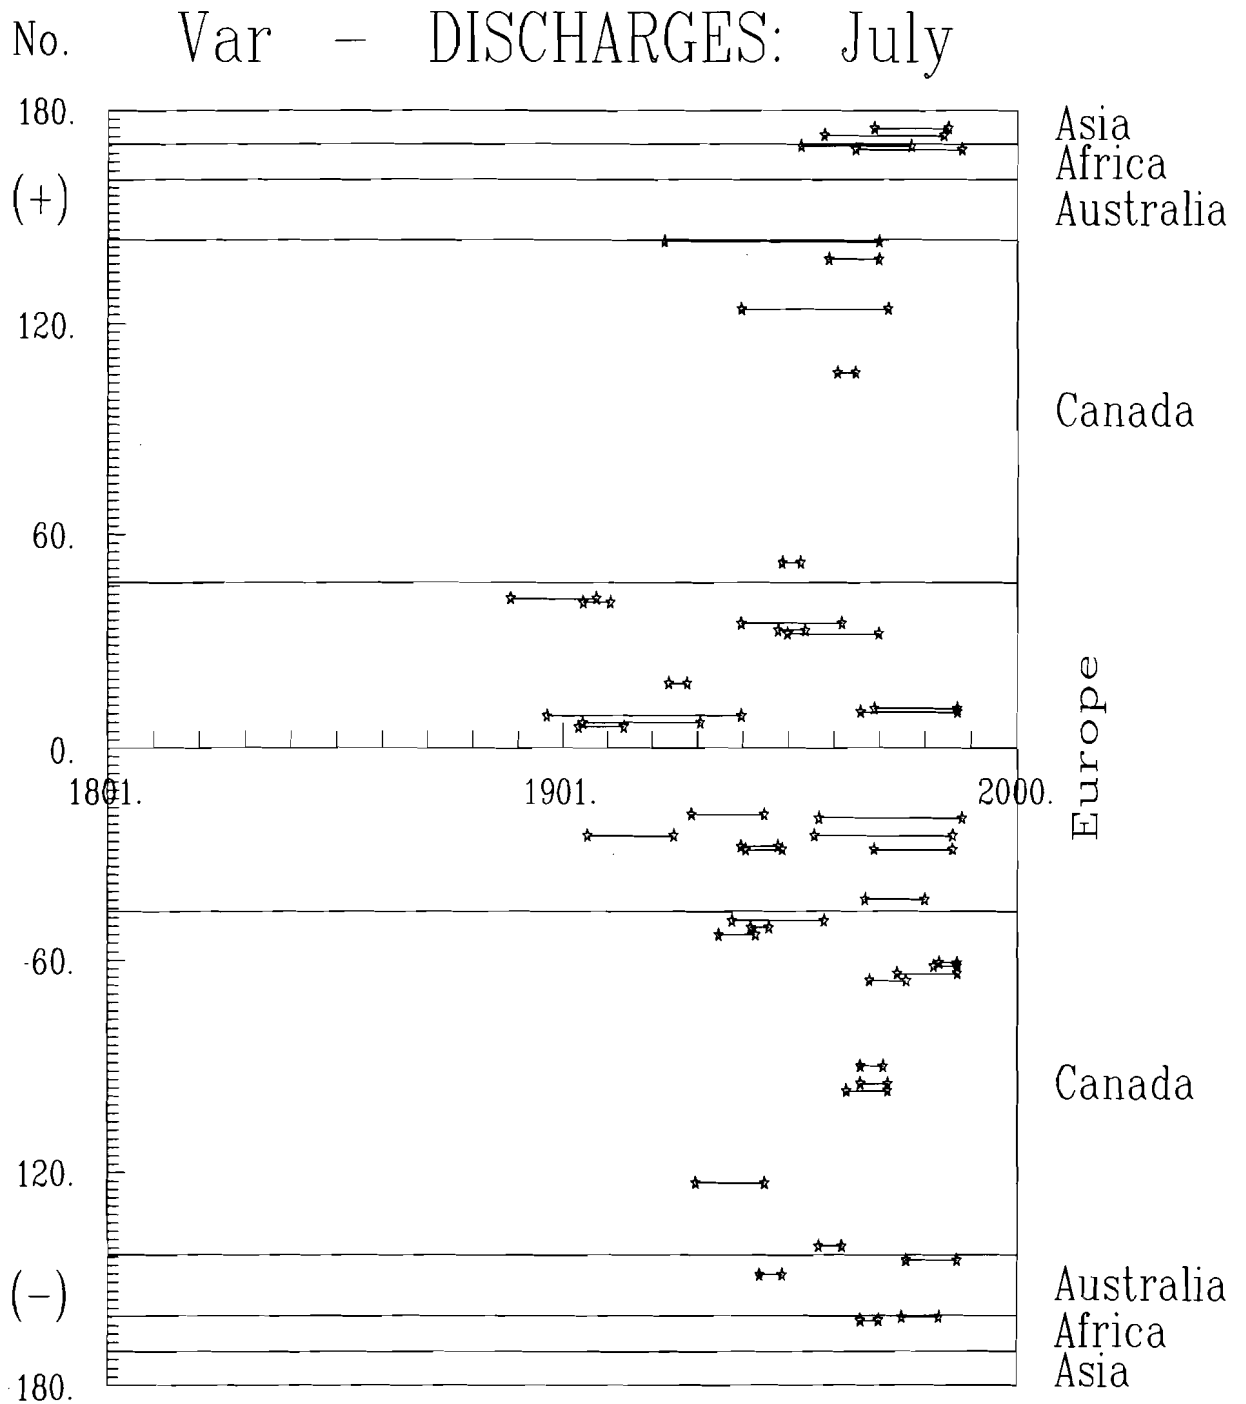 No. Var - DISCHARGES: July
180.
Asia
Africa
(+)
Australia
120.
Canada
60.
Europe
0.
1801. 1901. 2000.
-60.
Canada
120.
(-)
Australia
Africa
Asia
-180.